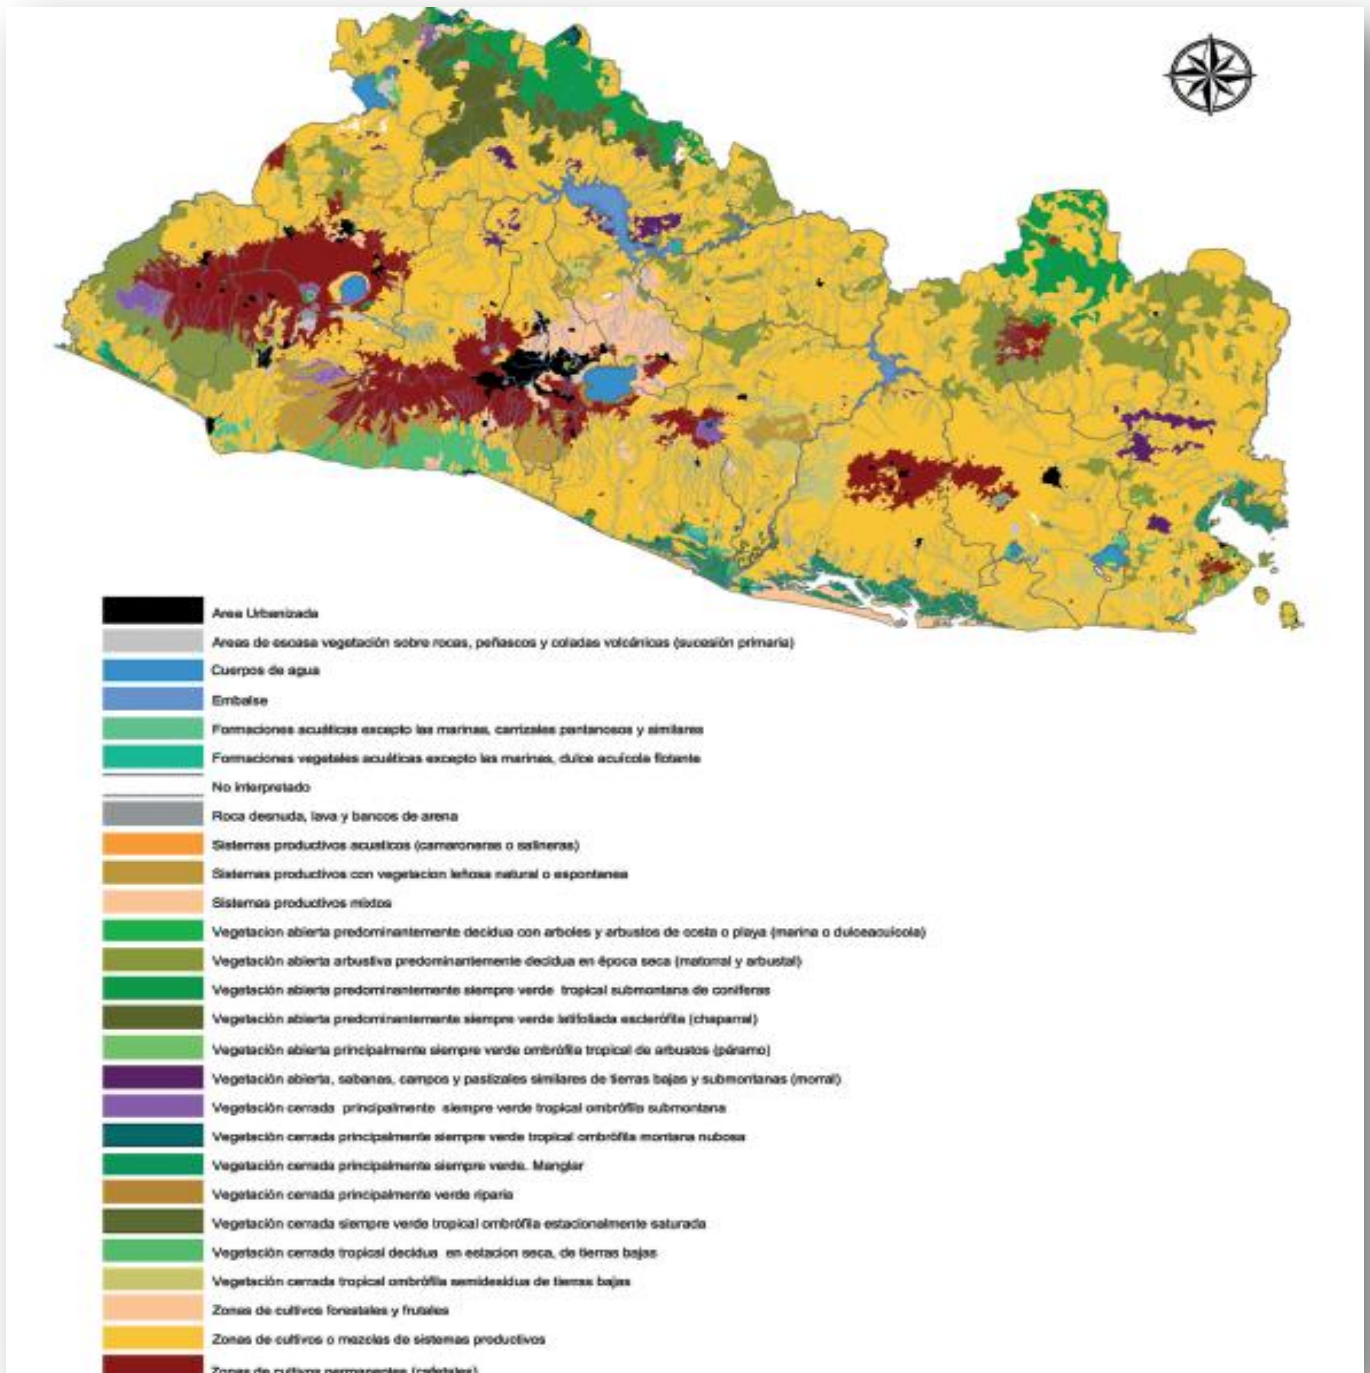 Area Urbanizada
Areas de escasa vegetación sobre rocas, peñascos y coladas volcánicas (sucesión primaria)
Cuerpos de agua
Embalse
Formaciones acuáticas excepto las marinas, carrizales pantanosos y similares
Formaciones vegetales acuáticas excepto las marinas, dulce acuícola flotante
No interpretado
Roca desnuda, lava y bancos de arena
Sistemas productivos acuaticos (camaroneras o salineras)
Sistemas productivos con vegetacion leñosa natural o espontanea
Sistemas productivos mixtos
Vegetacion abierta predominantemente decidua con arboles y arbustos de costa o playa (marina o dulceacuícola)
Vegetación abierta arbustiva predominantemente decidua en época seca (matorral y arbustal)
Vegetación abierta predominantemente siempre verde tropical submontana de coniferas
Vegetación abierta predominantemente siempre verde latifoliada esclerófila (chaparral)
Vegetación abierta principalmente siempre verde ombrófila tropical de arbustos (páramo)
Vegetación abierta, sabanas, campos y pastizales similares de tierras bajas y submontanas (morral)
Vegetación cerrada principalmente siempre verde tropical ombrófila submontana
Vegetación cerrada principalmente siempre verde tropical ombrófila montana nubosa
Vegetación cerrada principalmente siempre verde. Manglar
Vegetación cerrada principalmente verde riparia
Vegetación cerrada siempre verde tropical ombrófila estacionalmente saturada
Vegetación cerrada tropical decidua en estacion seca, de tierras bajas
Vegetación cerrada tropical ombrófila semidesidua de tierras bajas
Zonas de cultivos forestales y frutales
Zonas de cultivos o mezclas de sistemas productivos
Zonas de cultivos permanentes (cafetales)